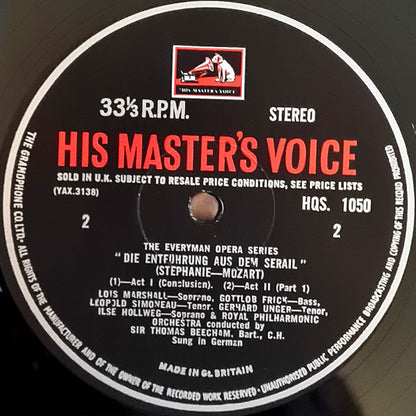 "HIS MASTER'S VOICE"
33⅓ R.P.M. STEREO
HIS MASTER'S VOICE
SOLD IN U.K. SUBJECT TO RESALE PRICE CONDITIONS, SEE PRICE LISTS
(YAX.3138) HQS. 1050
2 2
THE EVERYMAN OPERA SERIES
"DIE ENTFÜHRUNG AUS DEM SERAIL"
(STEPHANIE—MOZART)
(1)—Act I (Conclusion). (2)—Act II (Part 1)
LOIS MARSHALL—Soprano, GOTTLOB FRICK—Bass,
LEOPOLD SIMONEAU—Tenor, GERHARD UNGER—Tenor,
ILSE HOLLWEG—Soprano & ROYAL PHILHARMONIC
ORCHESTRA conducted by
SIR THOMAS BEECHAM, Bart., C.H.
Sung in German
MADE IN Gt. BRITAIN
THE GRAMOPHONE CO. LTD. - ALL RIGHTS OF THE MANUFACTURER AND OF THE OWNER OF THE RECORDED WORK RESERVED - UNAUTHORISED PUBLIC PERFORMANCE BROADCASTING AND COPYING OF THIS RECORD PROHIBITED